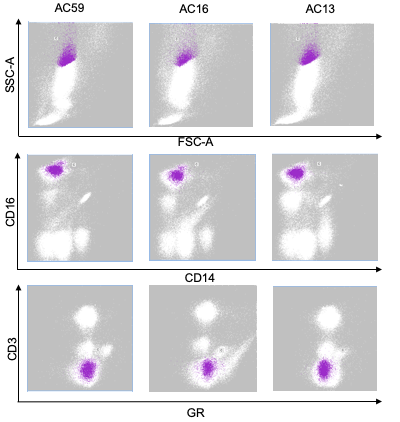 AC59 AC16 AC13
SSC-A
FSC-A
CD16
CD14
CD3
GR